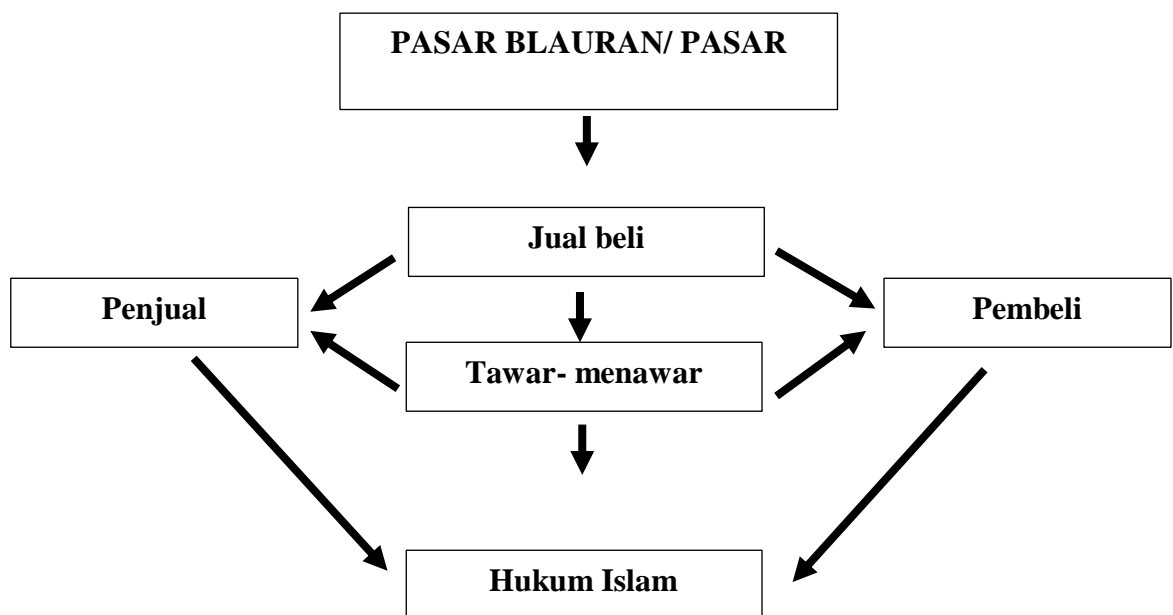 PASAR BLAURAN/ PASAR
Jual beli
Penjual
Pembeli
Tawar- menawar
Hukum Islam